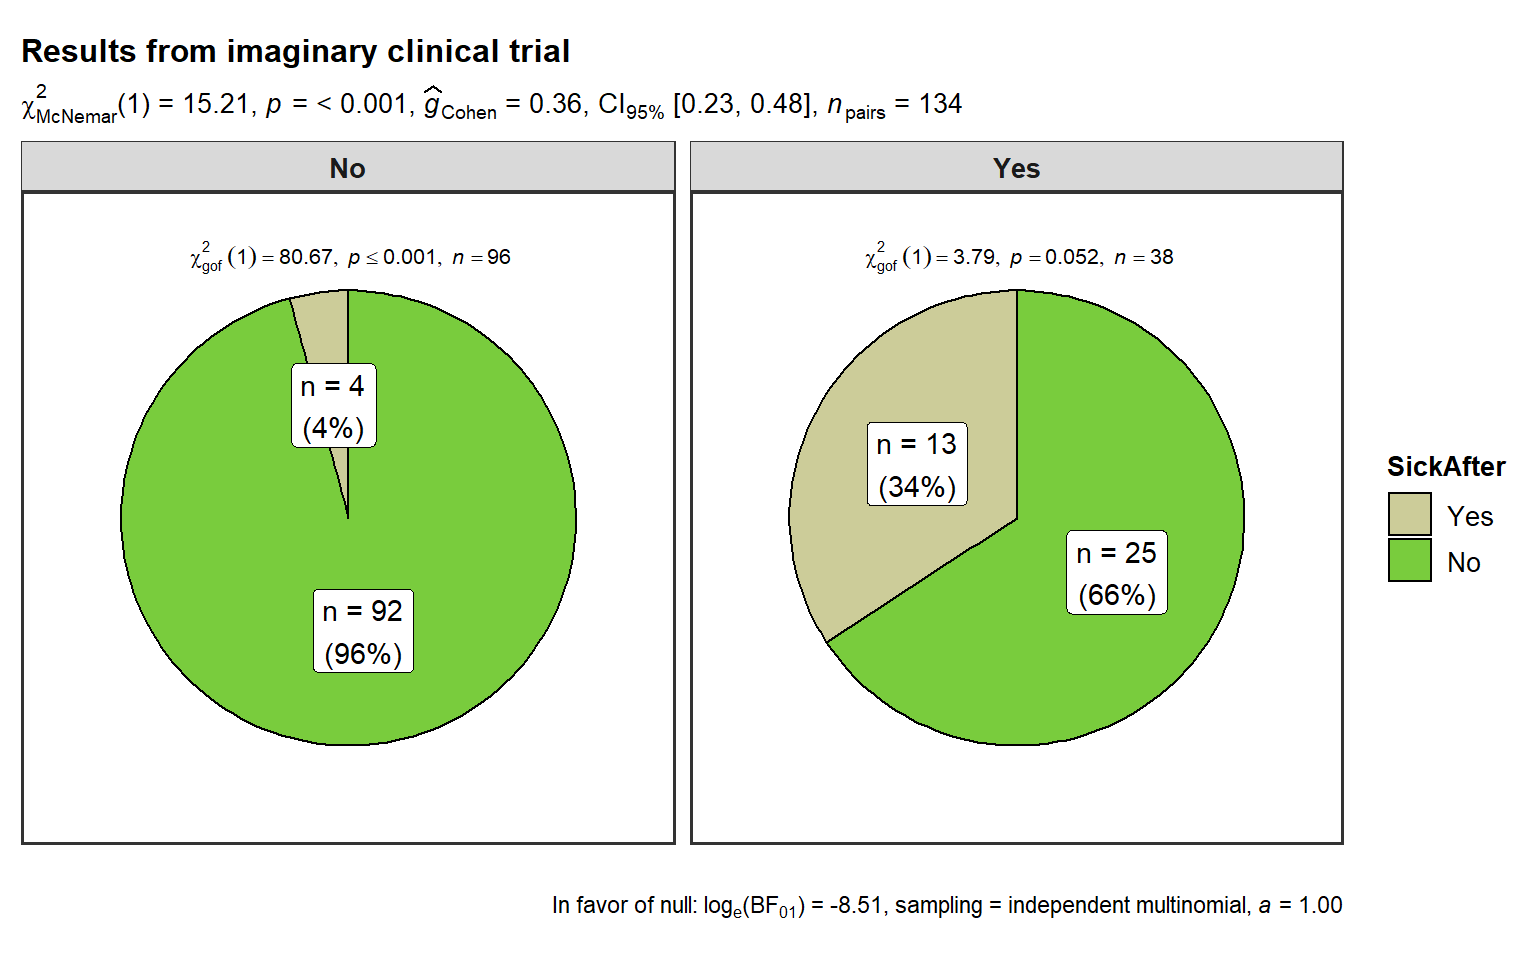 Results from imaginary clinical trial
χ²McNemar(1) = 15.21, p = < 0.001, ĝCohen = 0.36, CI95% [0.23, 0.48], npairs = 134
No
Yes
χ²gof (1) = 80.67, p ≤ 0.001, n = 96
χ²gof (1) = 3.79, p = 0.052, n = 38
n = 4
(4%)
n = 92
(96%)
n = 13
(34%)
n = 25
(66%)
SickAfter
Yes
No
In favor of null: loge(BF01) = -8.51, sampling = independent multinomial, a = 1.00